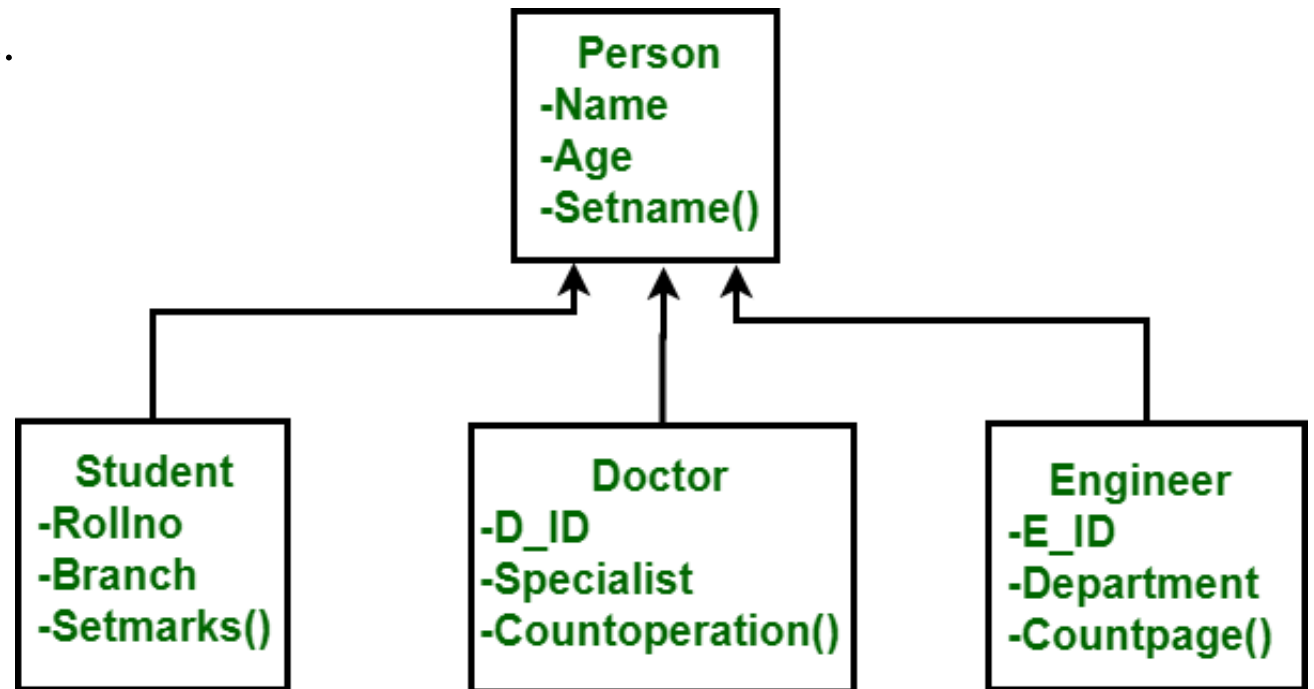 .
Person
-Name
-Age
-Setname()
Student
-Rollno
-Branch
-Setmarks()
Doctor
-D_ID
-Specialist
-Countoperation()
Engineer
-E_ID
-Department
-Countpage()